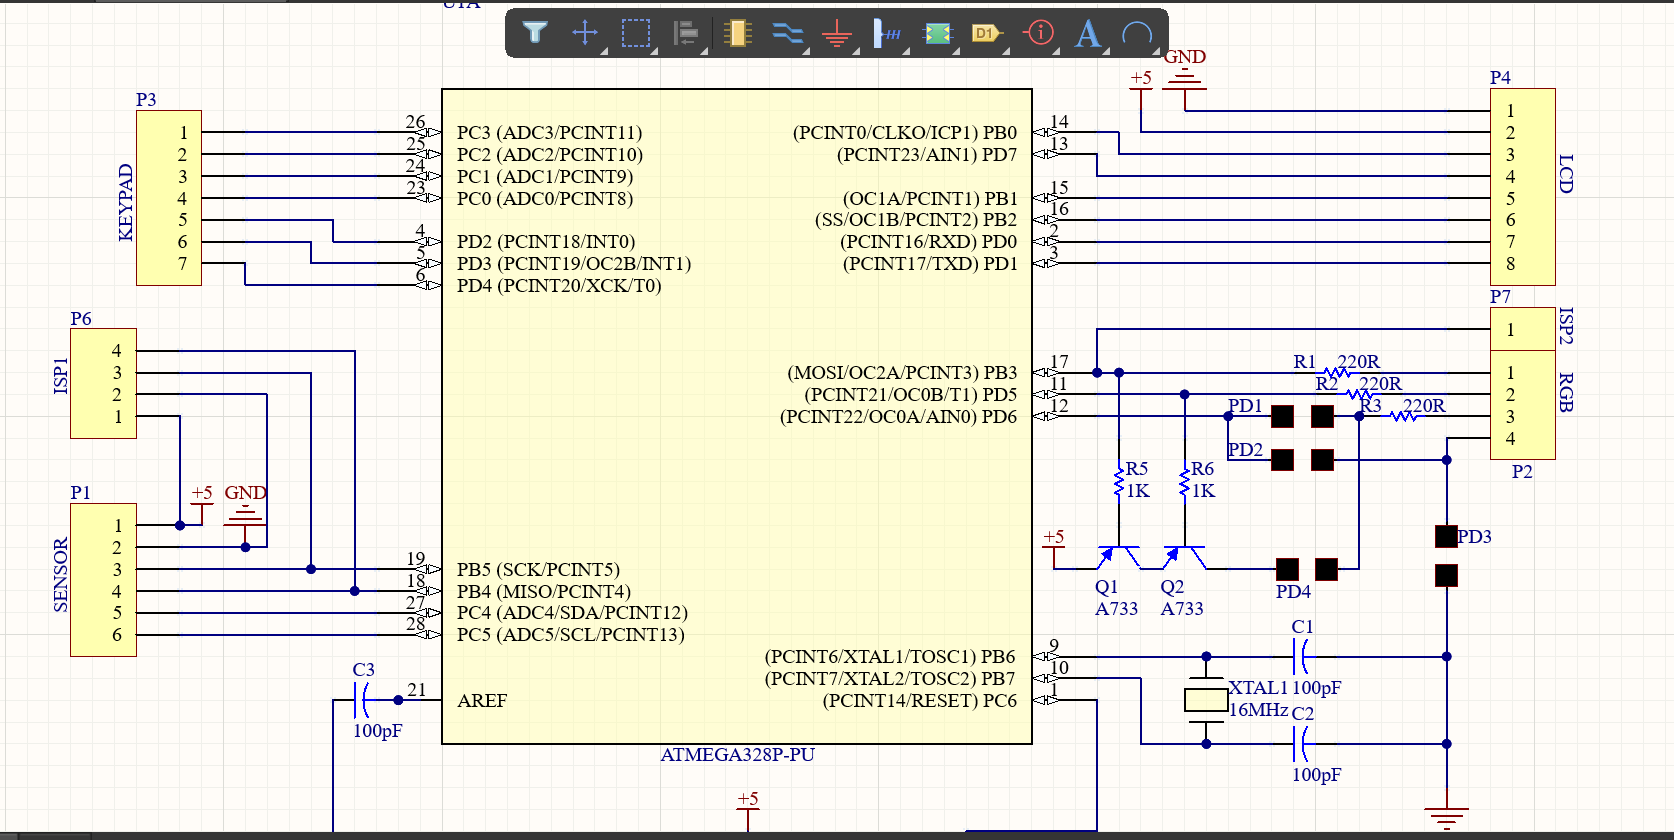 U1A
D1
A
GND
+5
P3
KEYPAD
1
2
3
4
5
6
7
26
25
24
23
4
5
6
PC3 (ADC3/PCINT11)
PC2 (ADC2/PCINT10)
PC1 (ADC1/PCINT9)
PC0 (ADC0/PCINT8)
PD2 (PCINT18/INT0)
PD3 (PCINT19/OC2B/INT1)
PD4 (PCINT20/XCK/T0)
(PCINT0/CLKO/ICP1) PB0
(PCINT23/AIN1) PD7
(OC1A/PCINT1) PB1
(SS/OC1B/PCINT2) PB2
(PCINT16/RXD) PD0
(PCINT17/TXD) PD1
14
13
15
16
2
3
P4
LCD
1
2
3
4
5
6
7
8
P6
ISP1
4
3
2
1
(MOSI/OC2A/PCINT3) PB3
(PCINT21/OC0B/T1) PD5
(PCINT22/OC0A/AIN0) PD6
17
11
12
P7
ISP2
1
R1 220R
R2 220R
R3 220R
RGB
1
2
3
4
P2
PD1
PD2
R5
1K
R6
1K
PD3
+5
Q1
A733
Q2
A733
PD4
P1
SENSOR
1
2
3
4
5
6
+5
GND
19
18
27
28
PB5 (SCK/PCINT5)
PB4 (MISO/PCINT4)
PC4 (ADC4/SDA/PCINT12)
PC5 (ADC5/SCL/PCINT13)
(PCINT6/XTAL1/TOSC1) PB6
(PCINT7/XTAL2/TOSC2) PB7
(PCINT14/RESET) PC6
9
10
1
C1
100pF
XTAL1
16MHz
C2
100pF
C3
100pF
21
AREF
ATMEGA328P-PU
+5